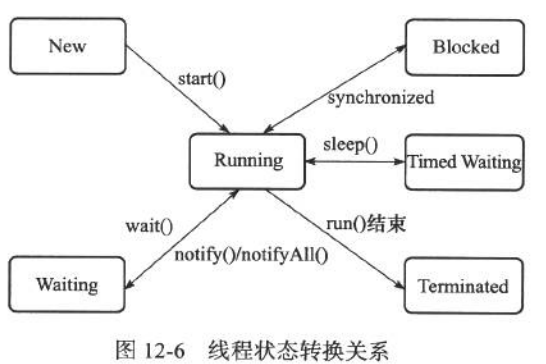 New
Blocked
start()
synchronized
Running
sleep()
Timed Waiting
wait()
run()结束
notify()/notifyAll()
Waiting
Terminated
图 12-6 线程状态转换关系